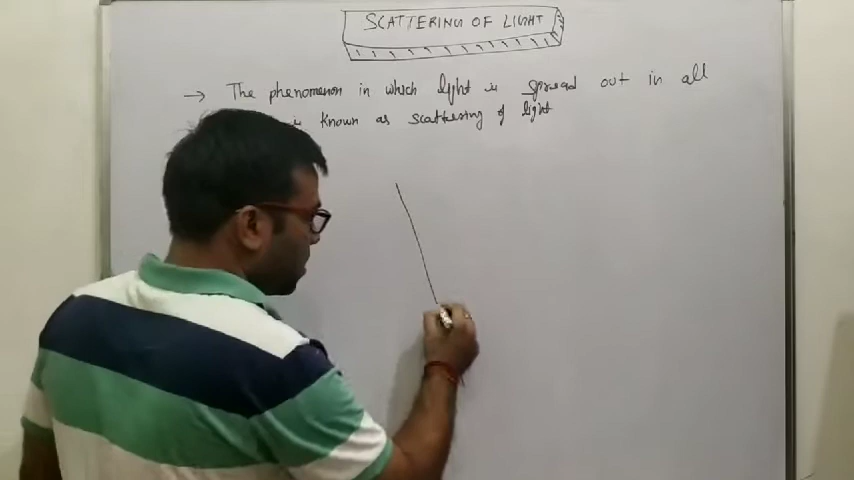 SCATTERING OF LIGHT
→ The phenomenon in which light is spread out in all
is known as scattering of light